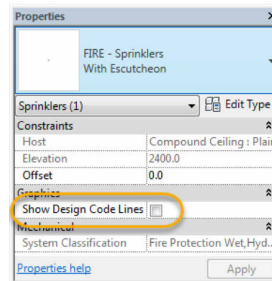 Properties
FIRE - Sprinklers
With Escutcheon
Sprinklers (1)
Edit Type
Constraints
Host Compound Ceiling : Plain
Elevation 2400.0
Offset 0.0
Graphics
Show Design Code Lines
Mechanical
System Classification Fire Protection Wet,Hyd...
Properties help
Apply